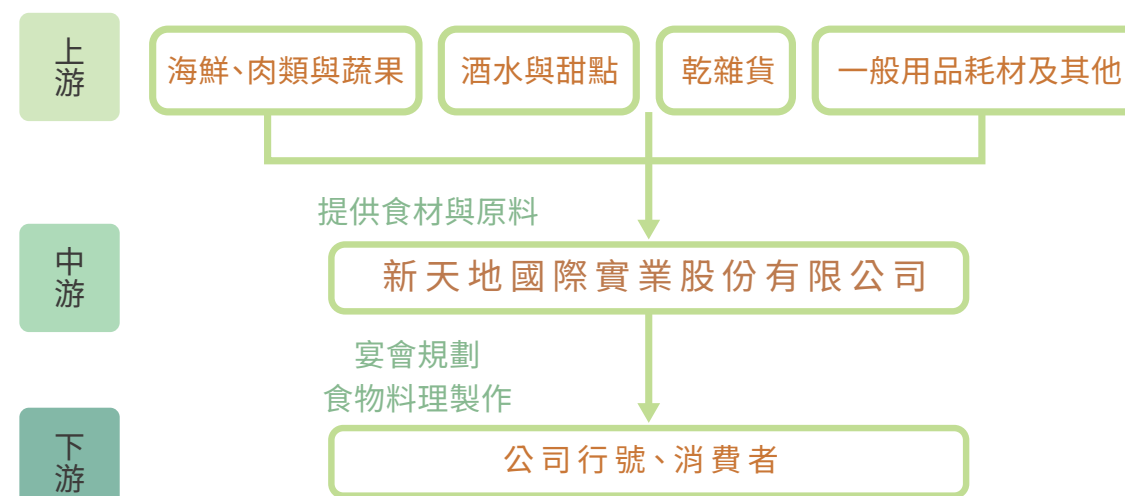 上游
海鮮、肉類與蔬果
酒水與甜點
乾雜貨
一般用品耗材及其他
提供食材與原料
中游
新天地國際實業股份有限公司
宴會規劃
食物料理製作
下游
公司行號、消費者